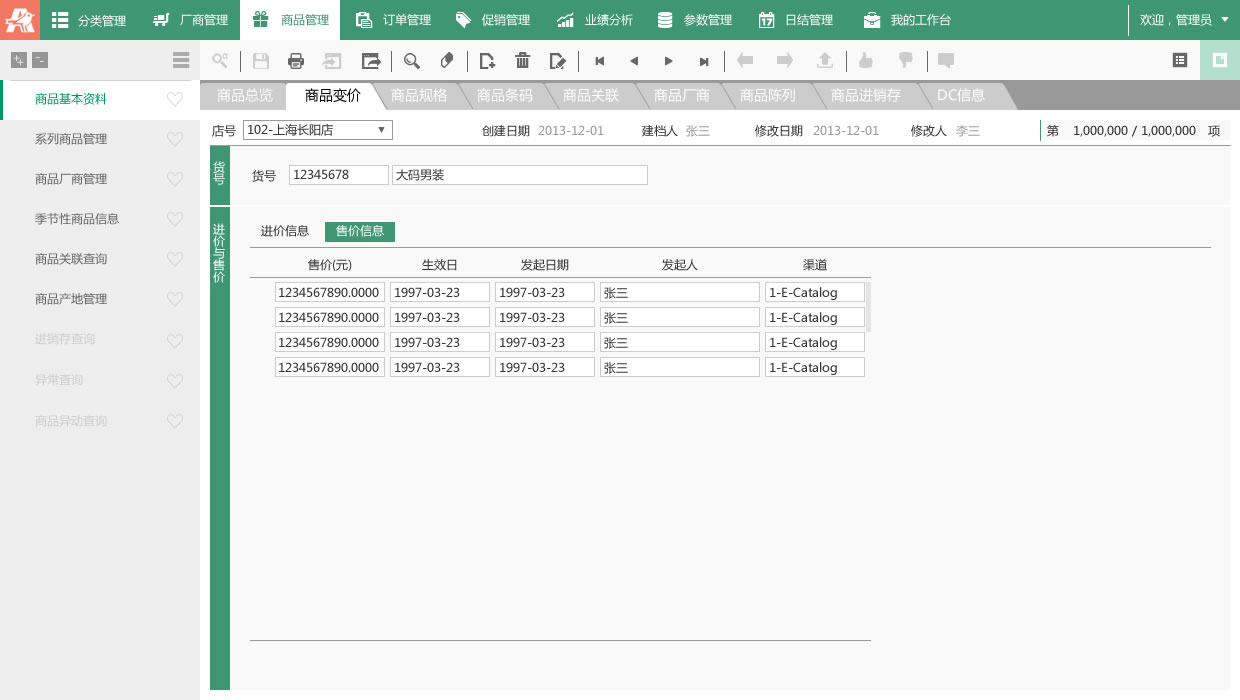 分类管理 厂商管理 商品管理 订单管理 促销管理 业绩分析 参数管理 日结管理 我的工作台 欢迎，管理员
商品基本资料
系列商品管理
商品厂商管理
季节性商品信息
商品关联查询
商品产地管理
进销存查询
异常查询
商品异动查询
商品总览 商品变价 商品规格 商品条码 商品关联 商品厂商 商品陈列 商品进销存 DC信息
店号 102-上海长阳店 创建日期 2013-12-01 建档人 张三 修改日期 2013-12-01 修改人 李三 第 1,000,000 / 1,000,000 项
货号
货号 12345678 大码男装
进价与售价
进价信息 售价信息
售价(元) 生效日 发起日期 发起人 渠道
1234567890.0000 1997-03-23 1997-03-23 张三 1-E-Catalog
1234567890.0000 1997-03-23 1997-03-23 张三 1-E-Catalog
1234567890.0000 1997-03-23 1997-03-23 张三 1-E-Catalog
1234567890.0000 1997-03-23 1997-03-23 张三 1-E-Catalog